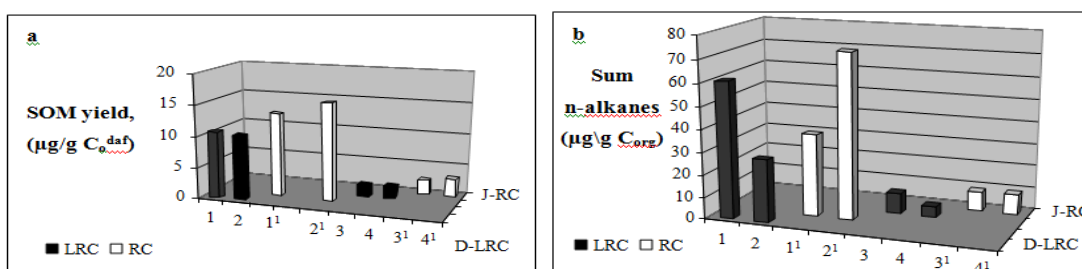 a
20
15
10
5
0
SOM yield,
(µg/g Cₒᵈᵃᶠ)
1 2 1¹ 2¹ 3 4 3¹ 4¹
J-RC
D-LRC
LRC RC
b
80
70
60
50
40
30
20
10
0
Sum
n-alkanes
(µg\g Cₒᵣg)
1 2 1¹ 2¹ 3 4 3¹ 4¹
J-RC
D-LRC
LRC RC